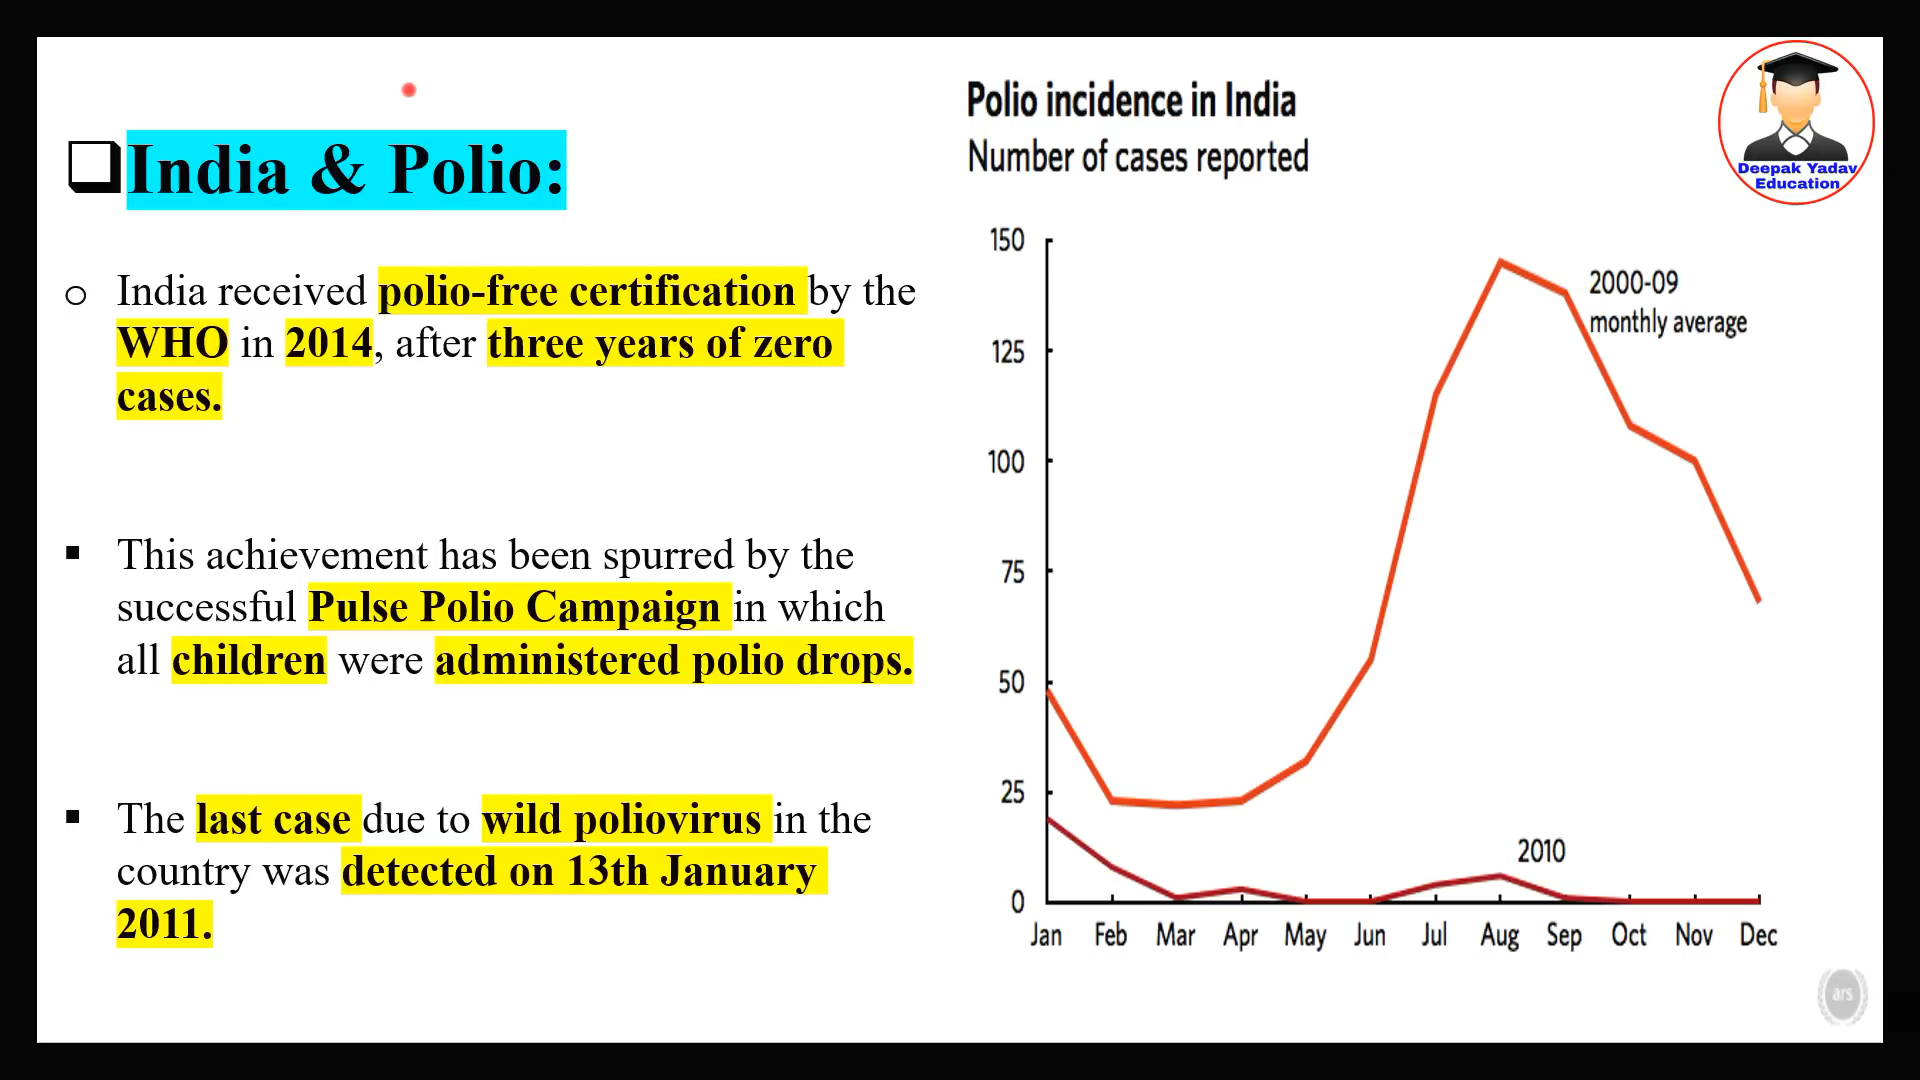 India & Polio:
India received polio-free certification by the
WHO in 2014, after three years of zero
cases.
This achievement has been spurred by the
successful Pulse Polio Campaign in which
all children were administered polio drops.
The last case due to wild poliovirus in the
country was detected on 13th January
2011.
Polio incidence in India
Number of cases reported
150
125
100
75
50
25
0
2000-09
monthly average
2010
Jan Feb Mar Apr May Jun Jul Aug Sep Oct Nov Dec
Deepak Yadav
Education
ars